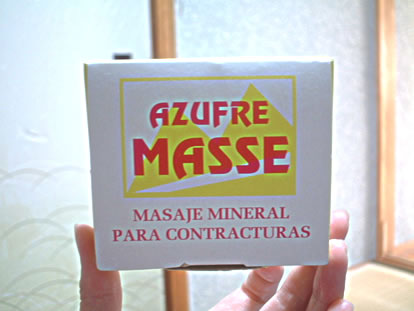 AZUFRE
MASSE
MASAJE MINERAL
PARA CONTRACTURAS